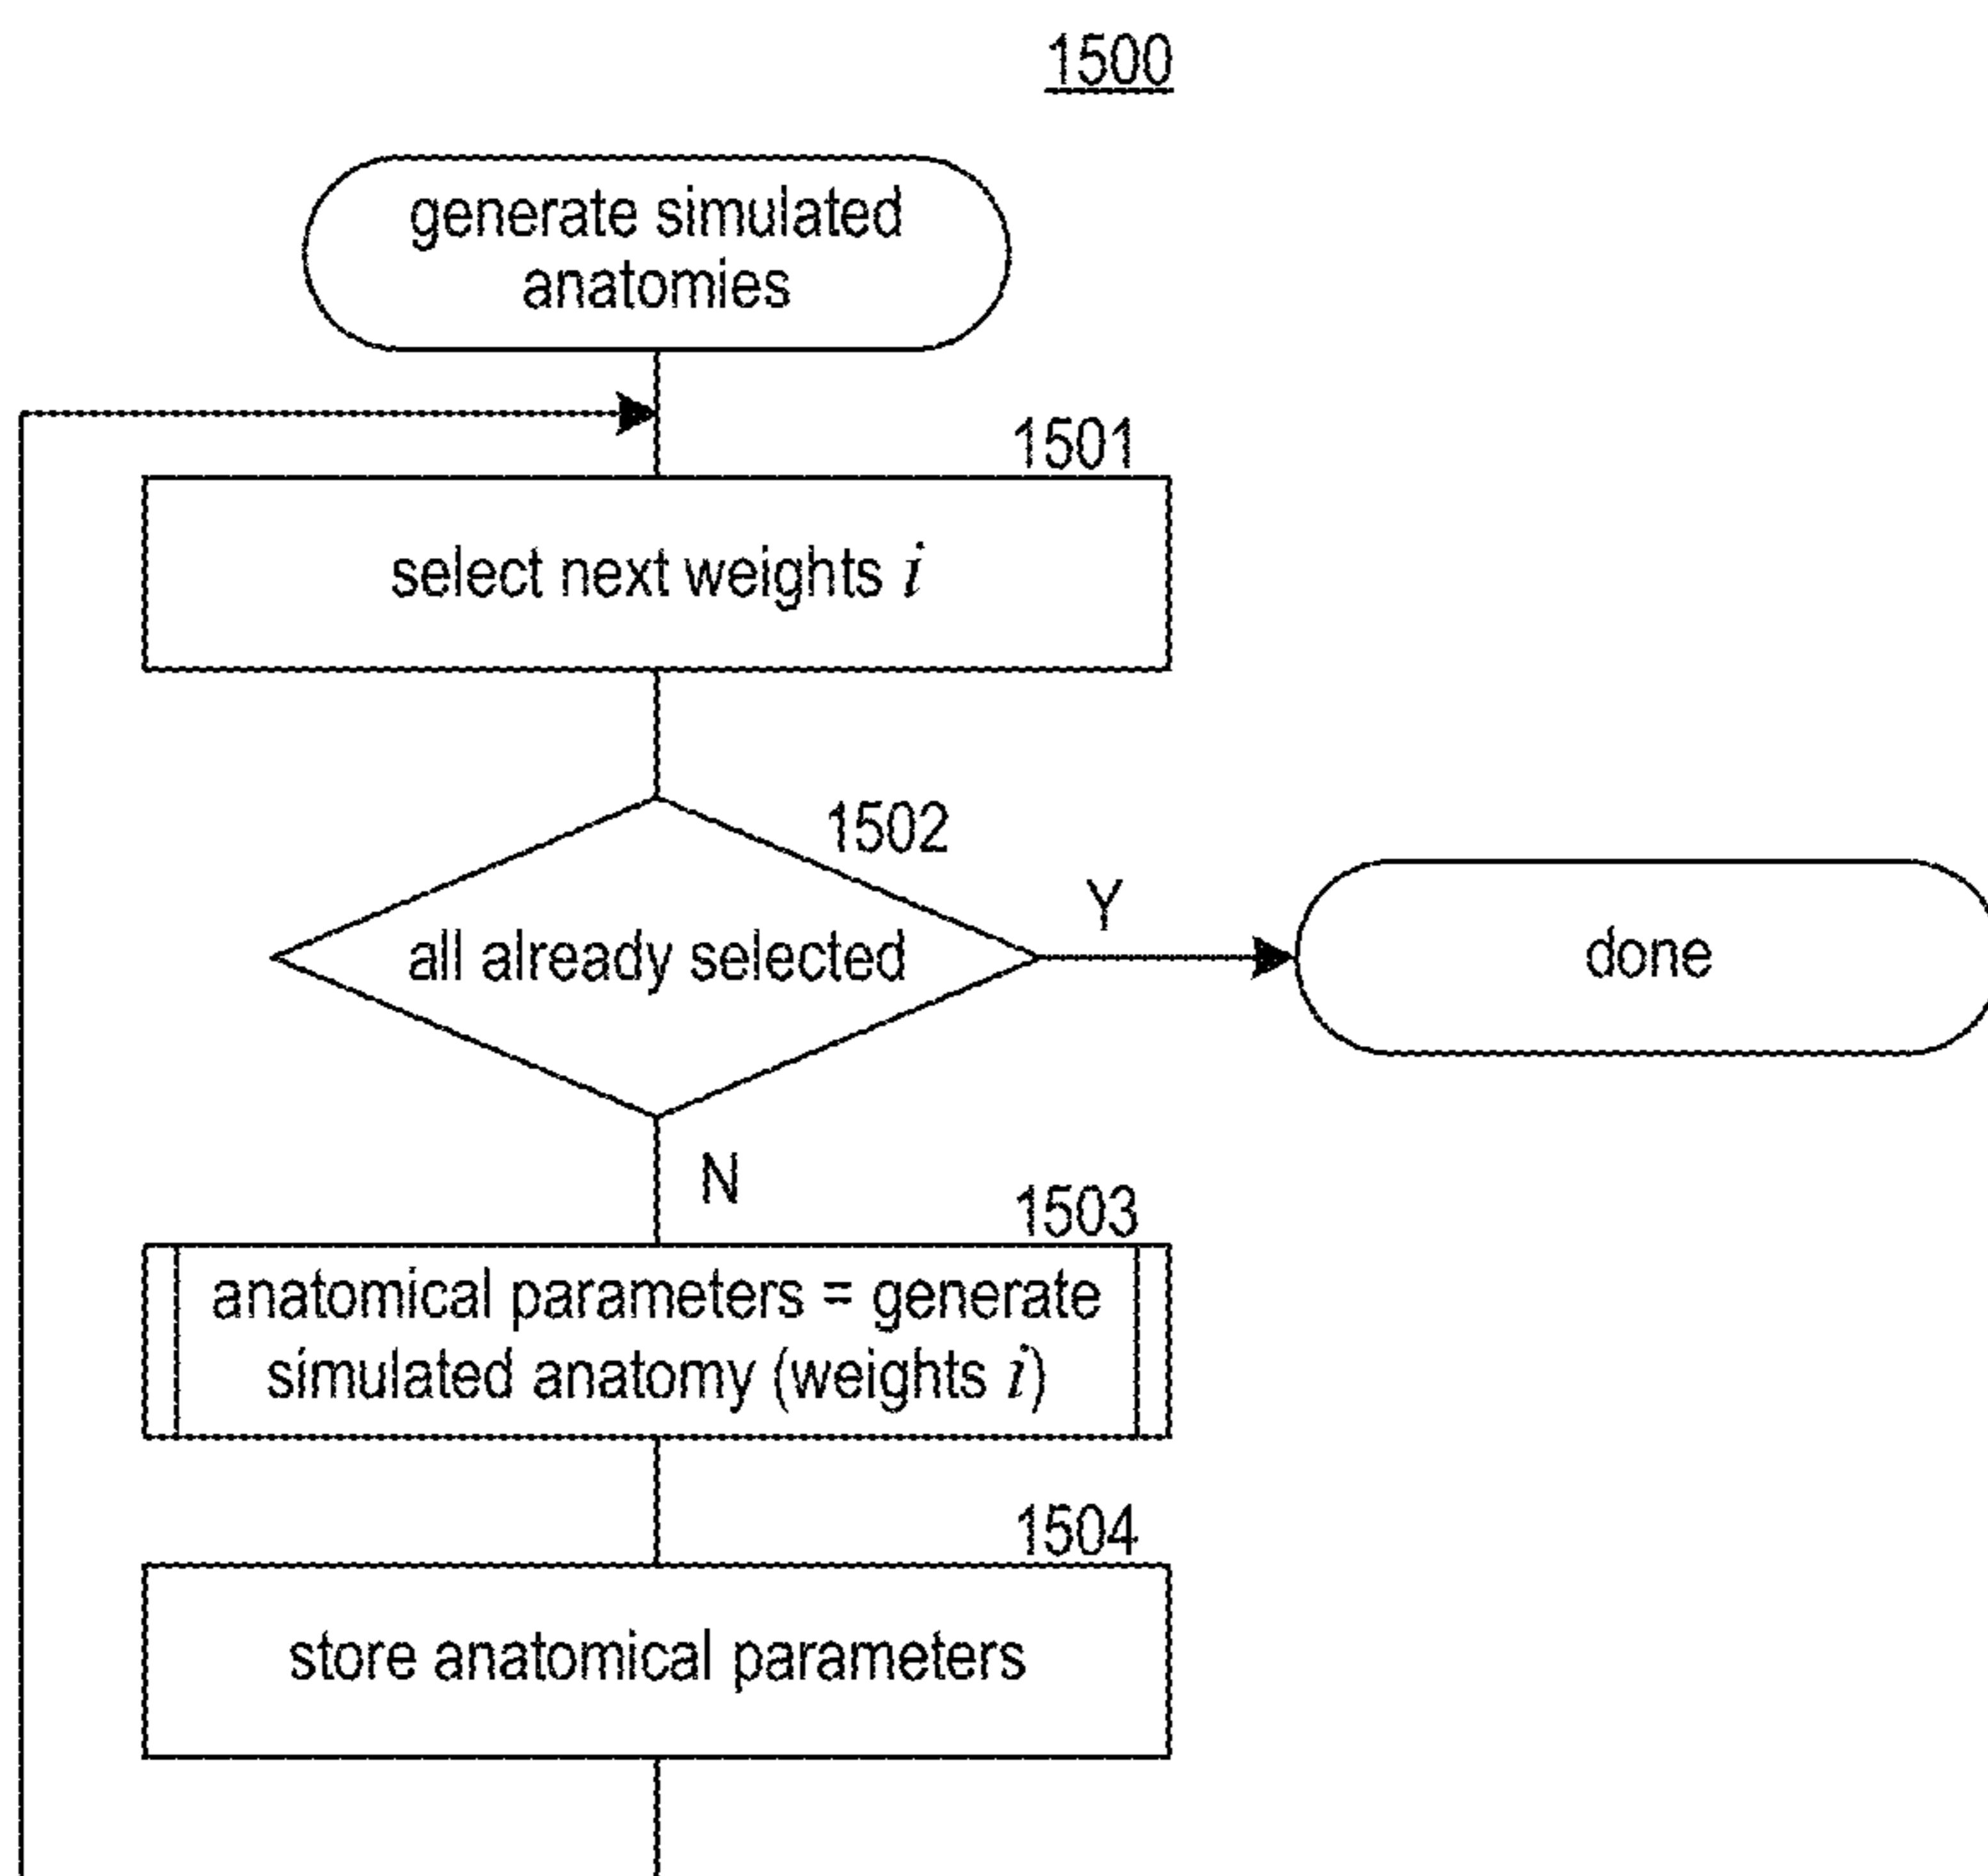 1500
generate simulated
anatomies
1501
select next weights i
1502
all already selected
Y
done
N
1503
anatomical parameters = generate
simulated anatomy (weights i)
1504
store anatomical parameters